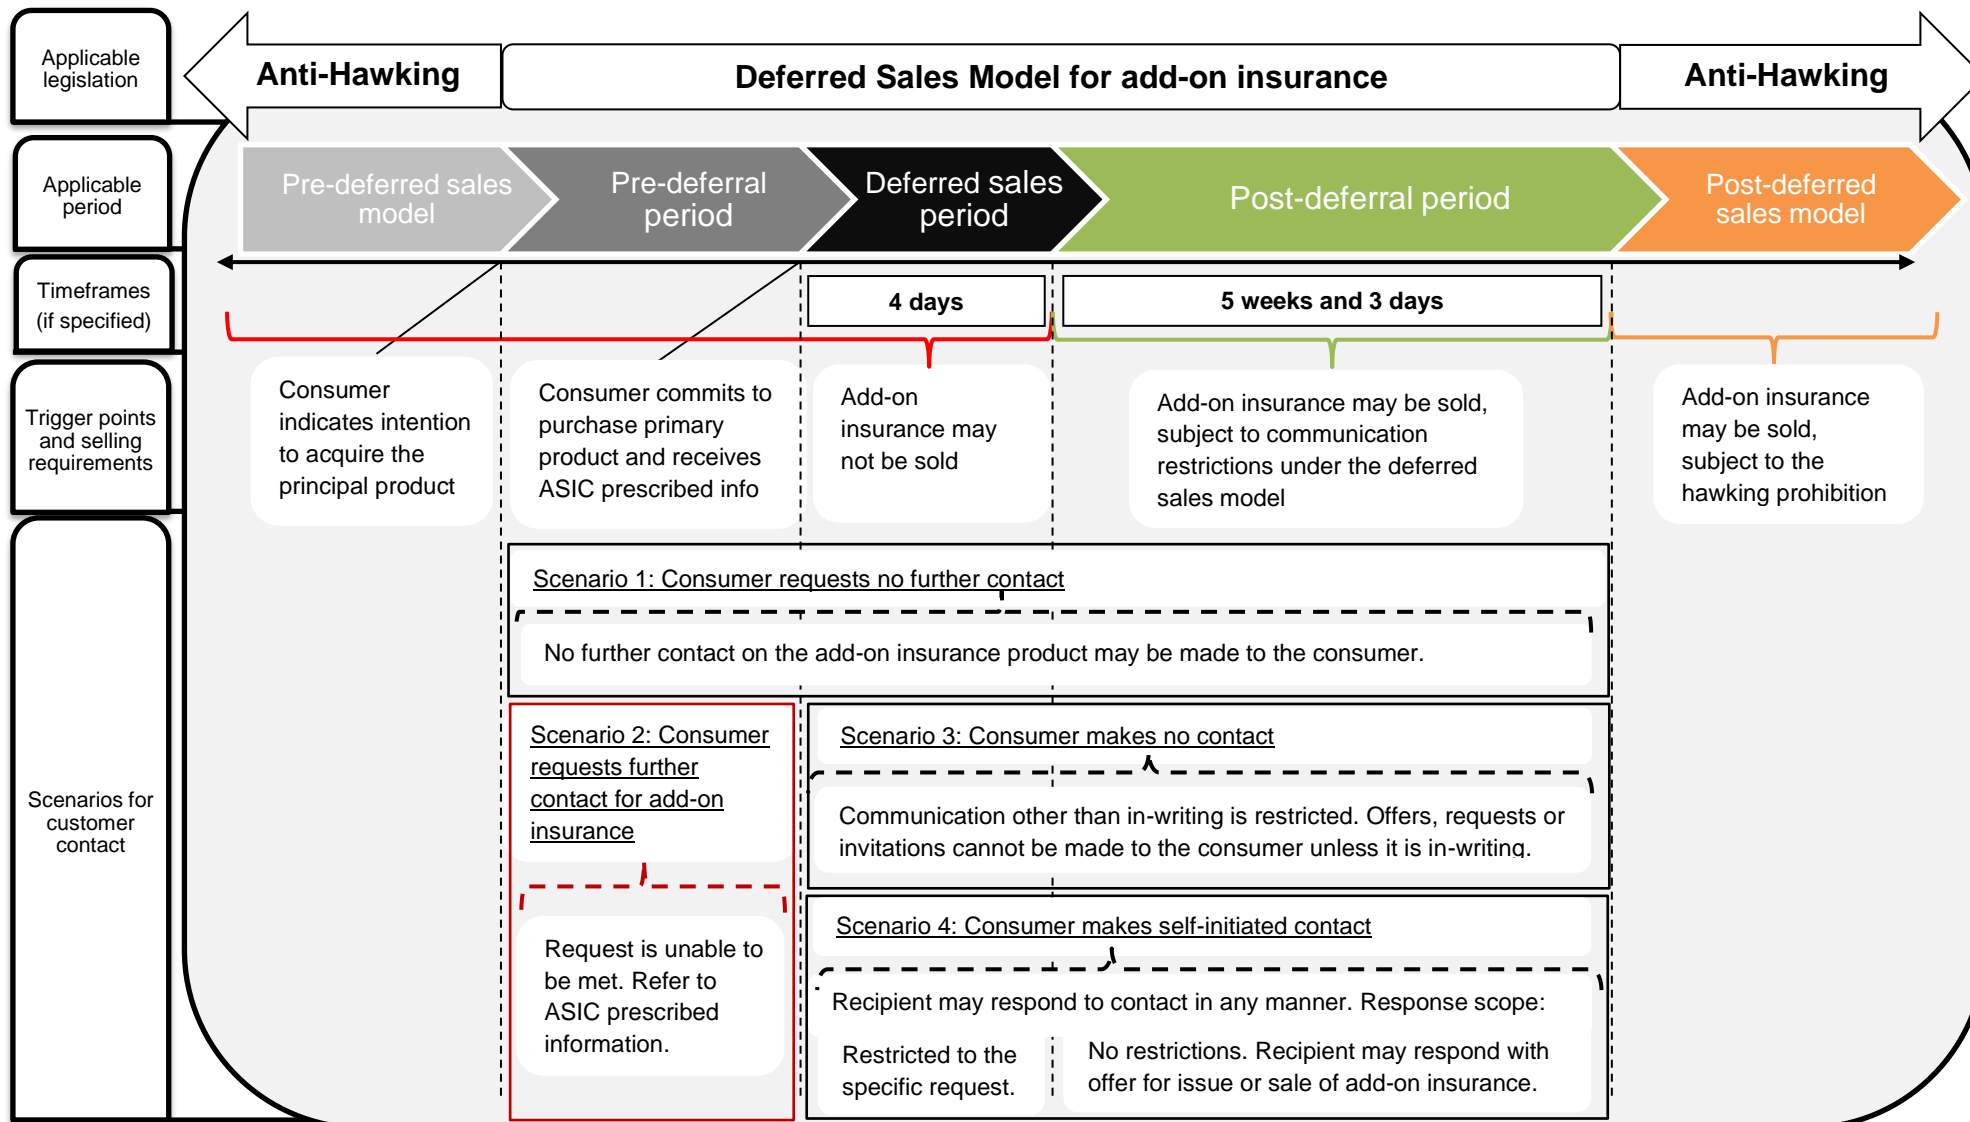 Applicable
legislation
Anti-Hawking
Deferred Sales Model for add-on insurance
Anti-Hawking
Applicable
period
Pre-deferred sales
model
Pre-deferral
period
Deferred sales
period
Post-deferral period
Post-deferred
sales model
Timeframes
(if specified)
4 days
5 weeks and 3 days
Trigger points
and selling
requirements
Consumer
indicates intention
to acquire the
principal product
Consumer commits to
purchase primary
product and receives
ASIC prescribed info
Add-on
insurance may
not be sold
Add-on insurance may be sold,
subject to communication
restrictions under the deferred
sales model
Add-on insurance
may be sold,
subject to the
hawking prohibition
Scenarios for
customer
contact
Scenario 1: Consumer requests no further contact
No further contact on the add-on insurance product may be made to the consumer.
Scenario 2: Consumer
requests further
contact for add-on
insurance
Request is unable to
be met. Refer to
ASIC prescribed
information.
Scenario 3: Consumer makes no contact
Communication other than in-writing is restricted. Offers, requests or
invitations cannot be made to the consumer unless it is in-writing.
Scenario 4: Consumer makes self-initiated contact
Recipient may respond to contact in any manner. Response scope:
Restricted to the
specific request.
No restrictions. Recipient may respond with
offer for issue or sale of add-on insurance.